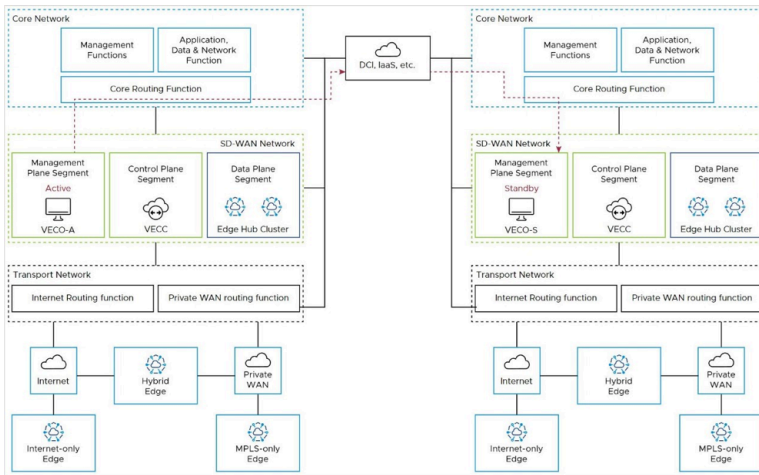 Core Network
Management
Functions
Application,
Data & Network
Function
Core Routing Function
SD-WAN Network
Management
Plane Segment
Active
VECO-A
Control Plane
Segment
VECC
Data Plane
Segment
Edge Hub Cluster
Transport Network
Internet Routing function
Private WAN routing function
Internet
Hybrid
Edge
Private
WAN
Internet-only
Edge
MPLS-only
Edge
DCI, IaaS, etc.
Core Network
Management
Functions
Application,
Data & Network
Function
Core Routing Function
SD-WAN Network
Management
Plane Segment
Standby
VECO-S
Control Plane
Segment
VECC
Data Plane
Segment
Edge Hub Cluster
Transport Network
Internet Routing function
Private WAN routing function
Internet
Hybrid
Edge
Private
WAN
Internet-only
Edge
MPLS-only
Edge